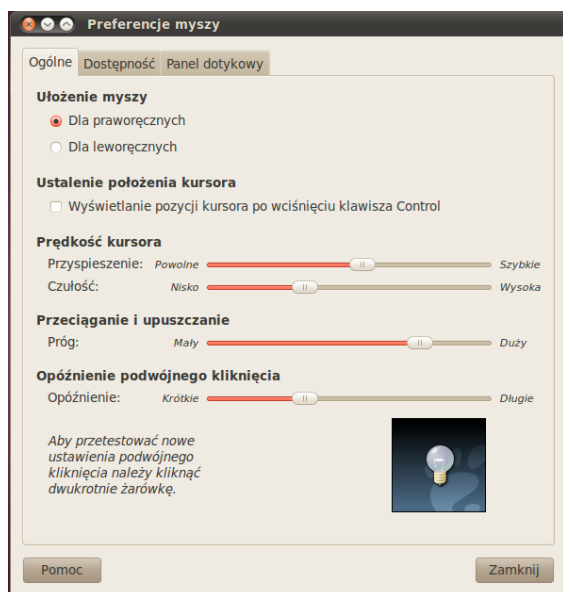 Preferencje myszy
Ogólne Dostępność Panel dotykowy
Ułożenie myszy
Dla praworęcznych
Dla leworęcznych
Ustalenie położenia kursora
Wyświetlanie pozycji kursora po wciśnięciu klawisza Control
Prędkość kursora
Przyspieszenie: Powolne Szybkie
Czułość: Nisko Wysoka
Przeciąganie i upuszczanie
Próg: Mały Duży
Opóźnienie podwójnego kliknięcia
Opóźnienie: Krótkie Długie
Aby przetestować nowe
ustawienia podwójnego
kliknięcia należy kliknąć
dwukrotnie żarówkę.
Pomoc Zamknij